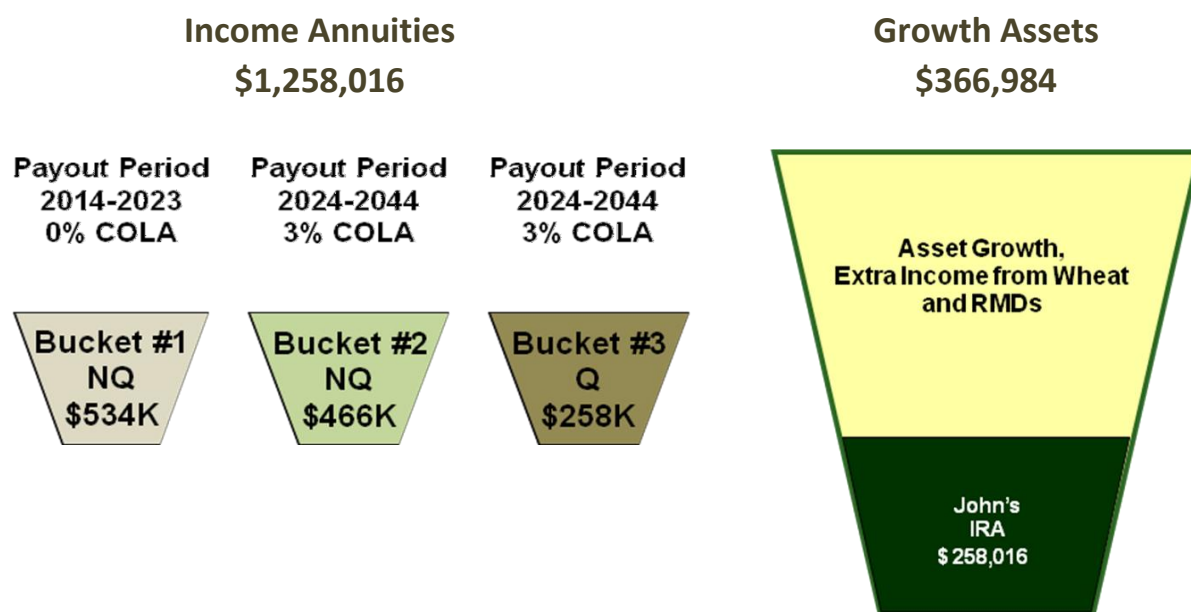 Income Annuities
$1,258,016
Growth Assets
$366,984
Payout Period
2014-2023
0% COLA
Payout Period
2024-2044
3% COLA
Payout Period
2024-2044
3% COLA
Bucket #1
NQ
$534K
Bucket #2
NQ
$466K
Bucket #3
Q
$258K
Asset Growth,
Extra Income from Wheat
and RMDs
John's
IRA
$ 258,016